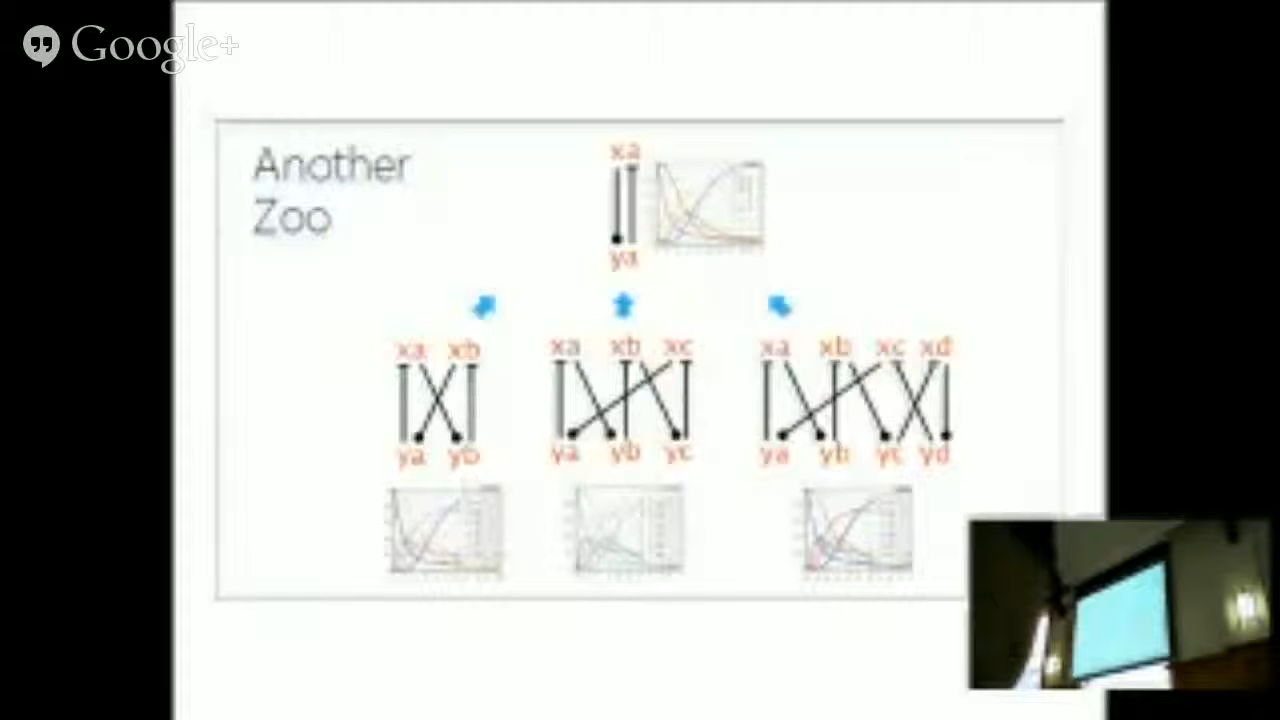 Google+
Another
Zoo
xa
ya
xa xb
ya yb
xa xb xc
ya yb yc
xa xb xc xd
ya yb yc yd